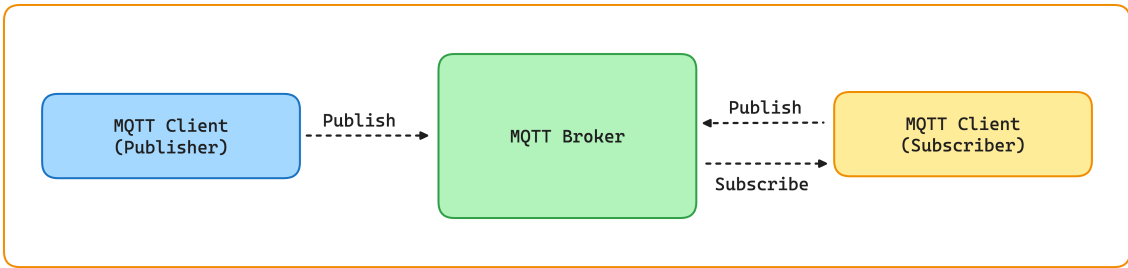 MQTT Client
(Publisher)
Publish
MQTT Broker
Publish
Subscribe
MQTT Client
(Subscriber)